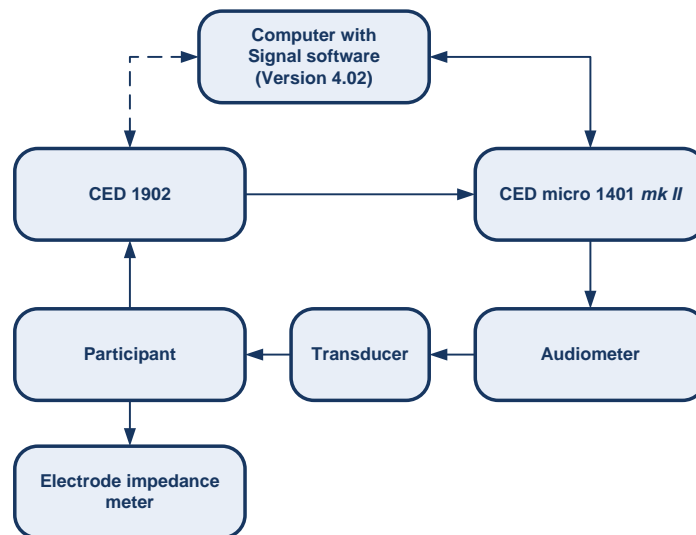 Computer with
Signal software
(Version 4.02)
CED 1902
CED micro 1401 mk II
Participant
Transducer
Audiometer
Electrode impedance
meter